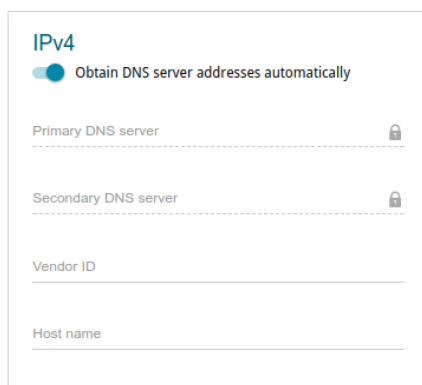 IPv4
Obtain DNS server addresses automatically
Primary DNS server
Secondary DNS server
Vendor ID
Host name